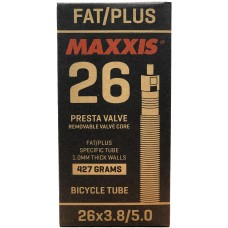 FAT/PLUS
MAXXIS®
26
PRESTA VALVE
REMOVABLE VALVE CORE
FAT/PLUS
SPECIFIC TUBE
1.0MM THICK WALLS
427 GRAMS
BICYCLE TUBE
26x3.8/5.0